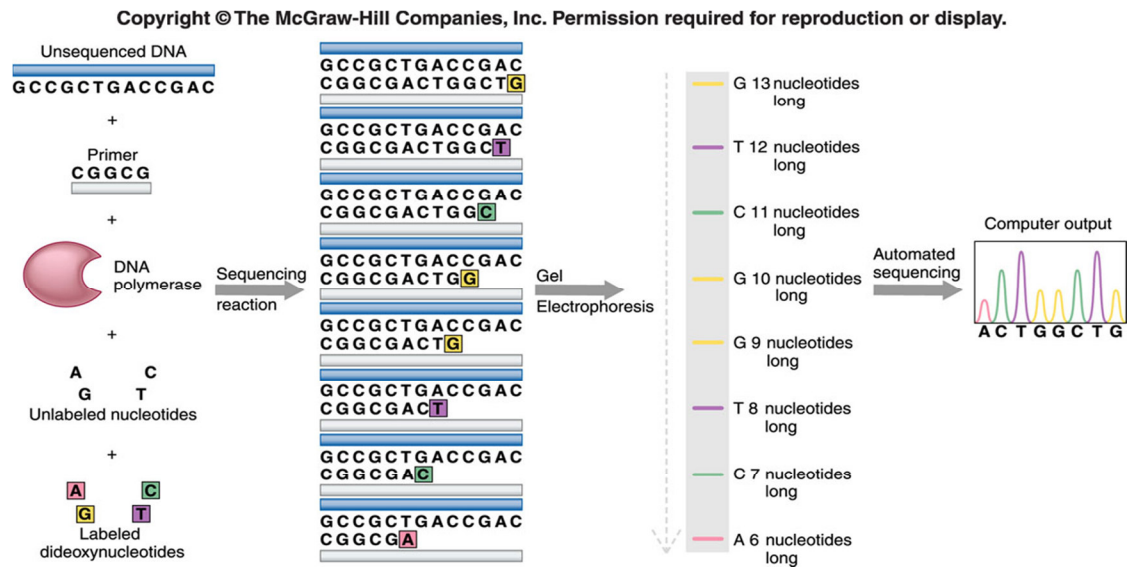 Copyright © The McGraw-Hill Companies, Inc. Permission required for reproduction or display.
Unsequenced DNA
GCCGCTGACCGAC
+
Primer
CGGCG
+
DNA
polymerase
+
A C
G T
Unlabeled nucleotides
+
A C
G T
Labeled
dideoxynucleotides
Sequencing
reaction
GCCGCTGACCGAC
CGGCGACTGGCTG
GCCGCTGACCGAC
CGGCGACTGGCT
GCCGCTGACCGAC
CGGCGACTGGC
GCCGCTGACCGAC
CGGCGACTGG
GCCGCTGACCGAC
CGGCGACTG
GCCGCTGACCGAC
CGGCGACT
GCCGCTGACCGAC
CGGCGAC
GCCGCTGACCGAC
CGGCGA
Gel
Electrophoresis
G 13 nucleotides
long
T 12 nucleotides
long
C 11 nucleotides
long
G 10 nucleotides
long
G 9 nucleotides
long
T 8 nucleotides
long
C 7 nucleotides
long
A 6 nucleotides
long
Automated
sequencing
Computer output
ACTGGCTG